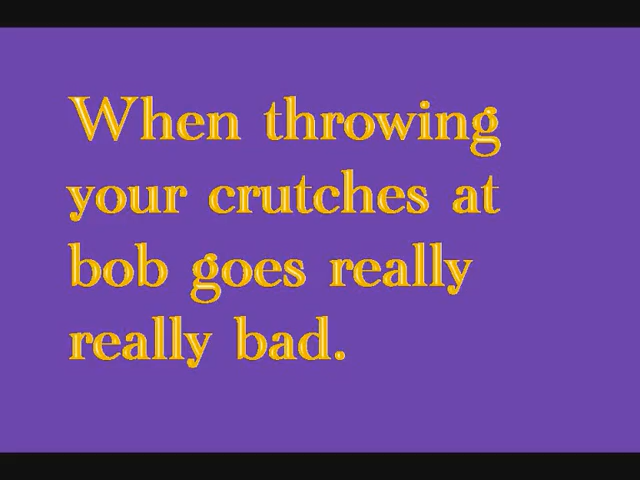 When throwing
your crutches at
bob goes really
really bad.